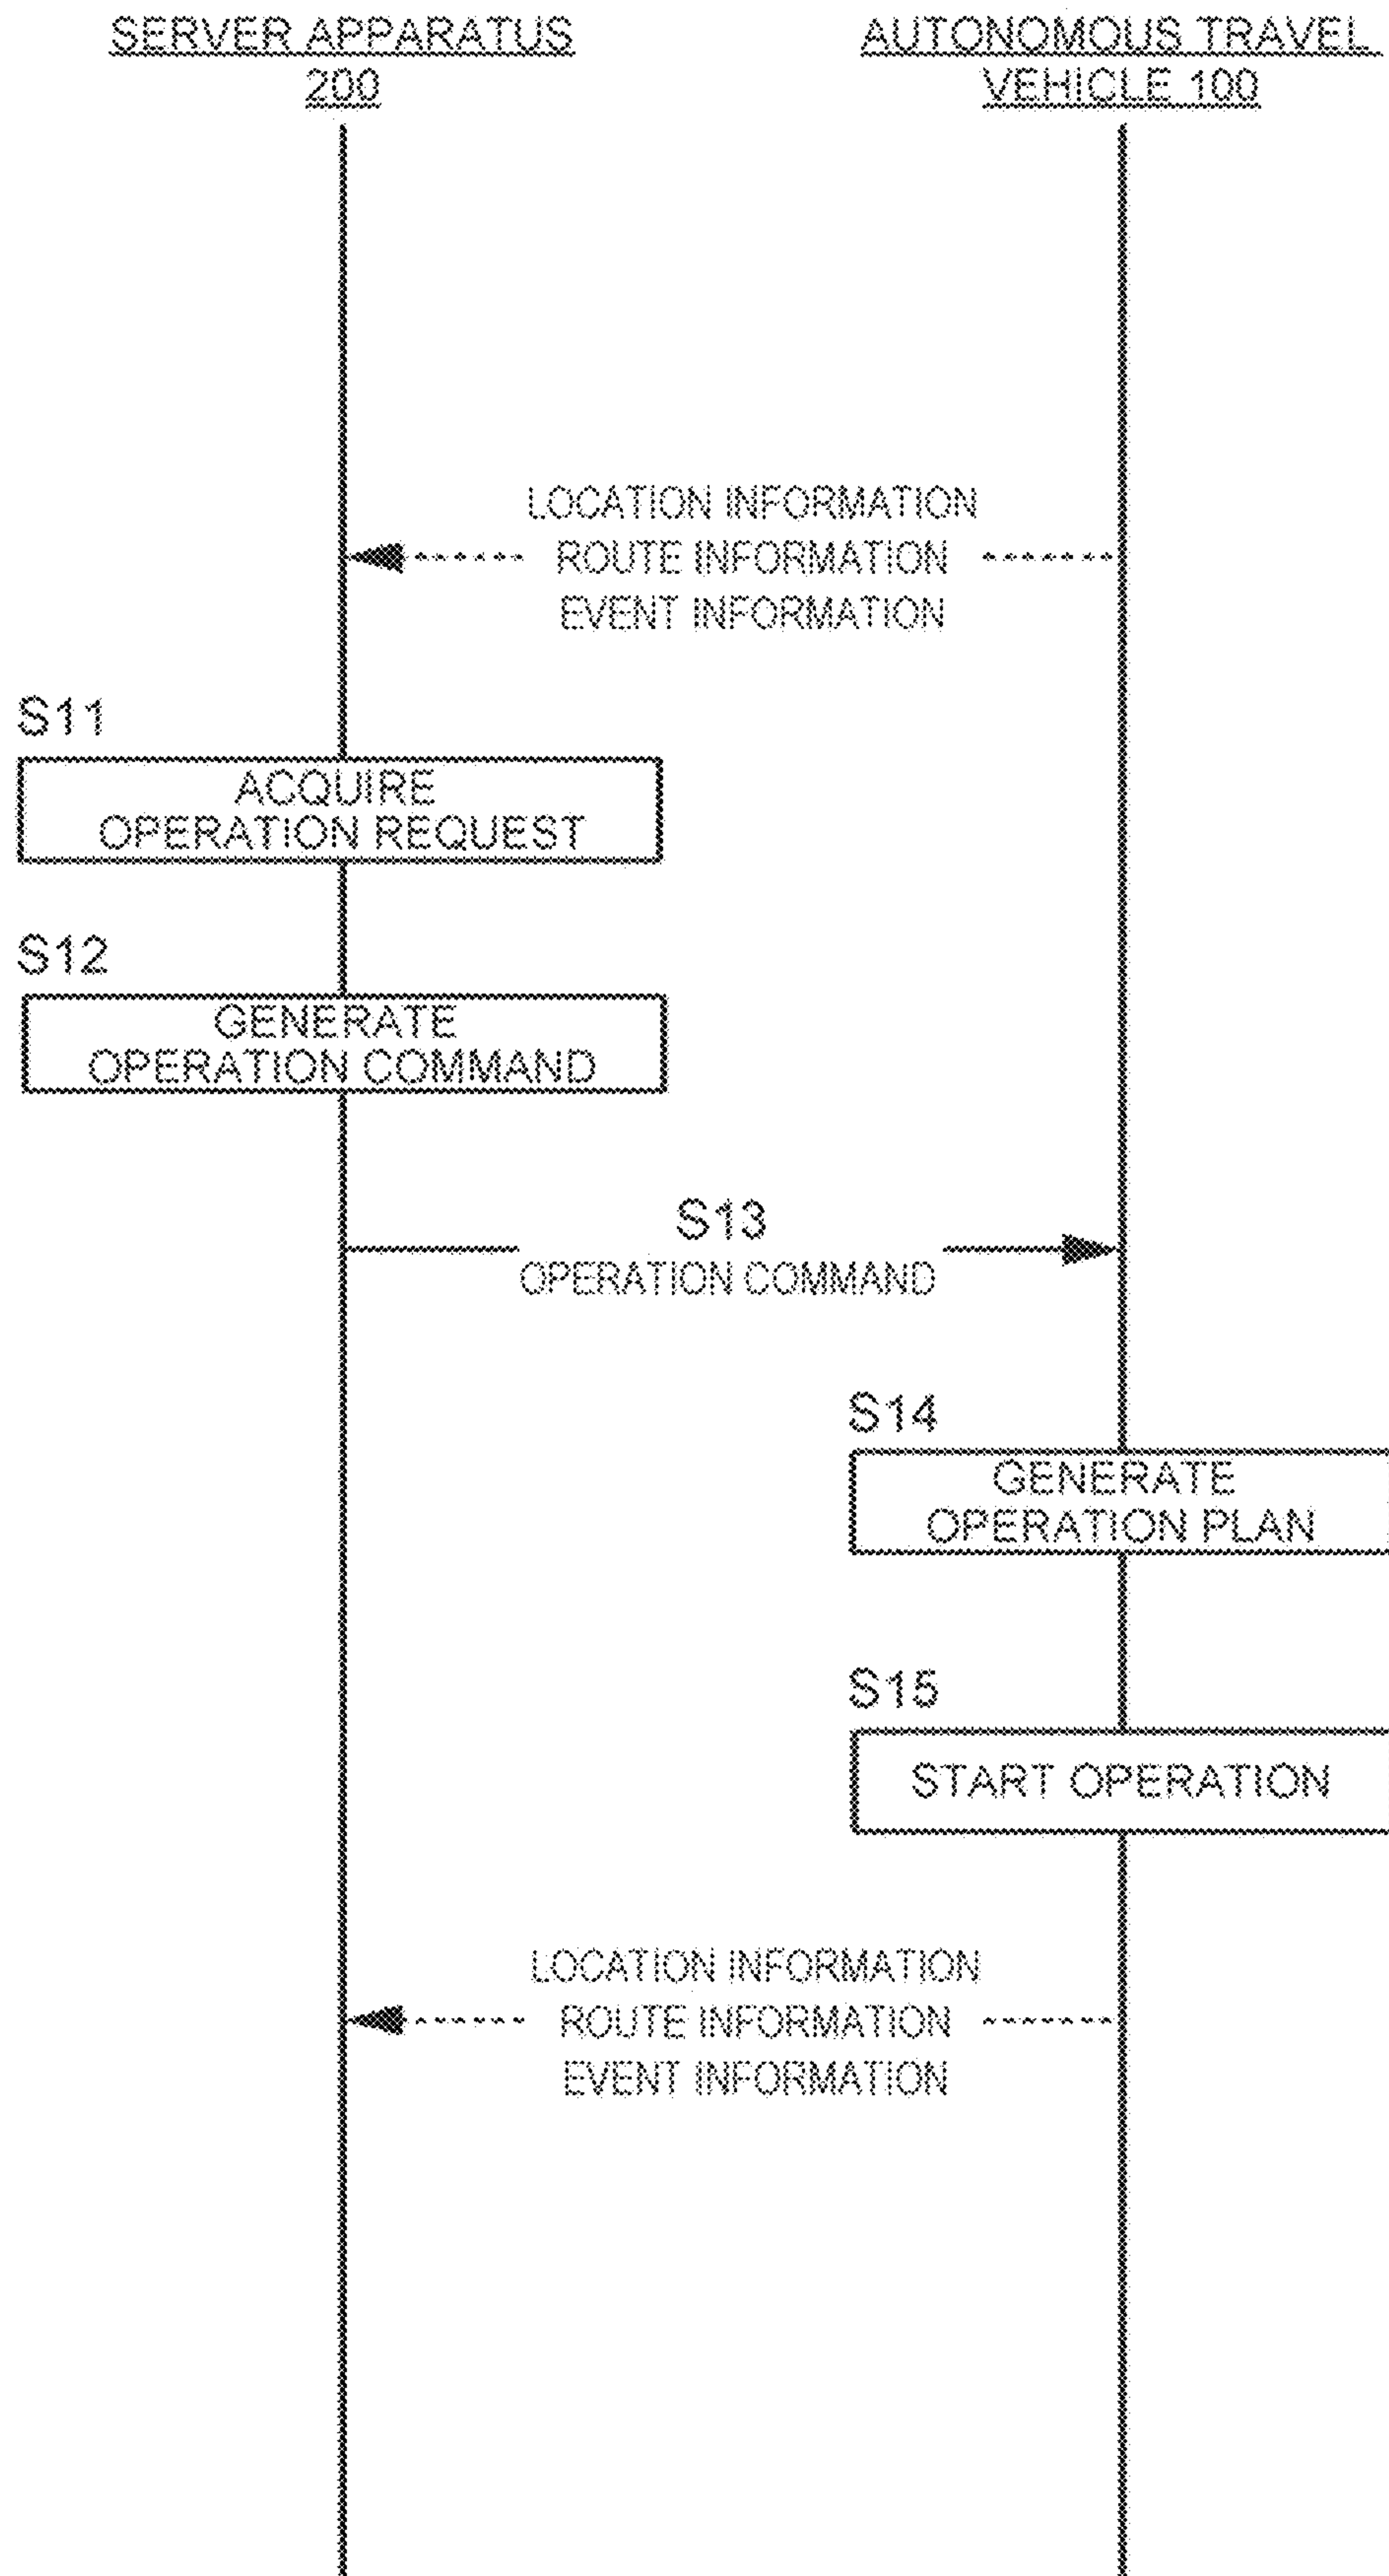 SERVER APPARATUS
200
AUTONOMOUS TRAVEL
VEHICLE 100
LOCATION INFORMATION
ROUTE INFORMATION
EVENT INFORMATION
S11
ACQUIRE
OPERATION REQUEST
S12
GENERATE
OPERATION COMMAND
S13
OPERATION COMMAND
S14
GENERATE
OPERATION PLAN
S15
START OPERATION
LOCATION INFORMATION
ROUTE INFORMATION
EVENT INFORMATION